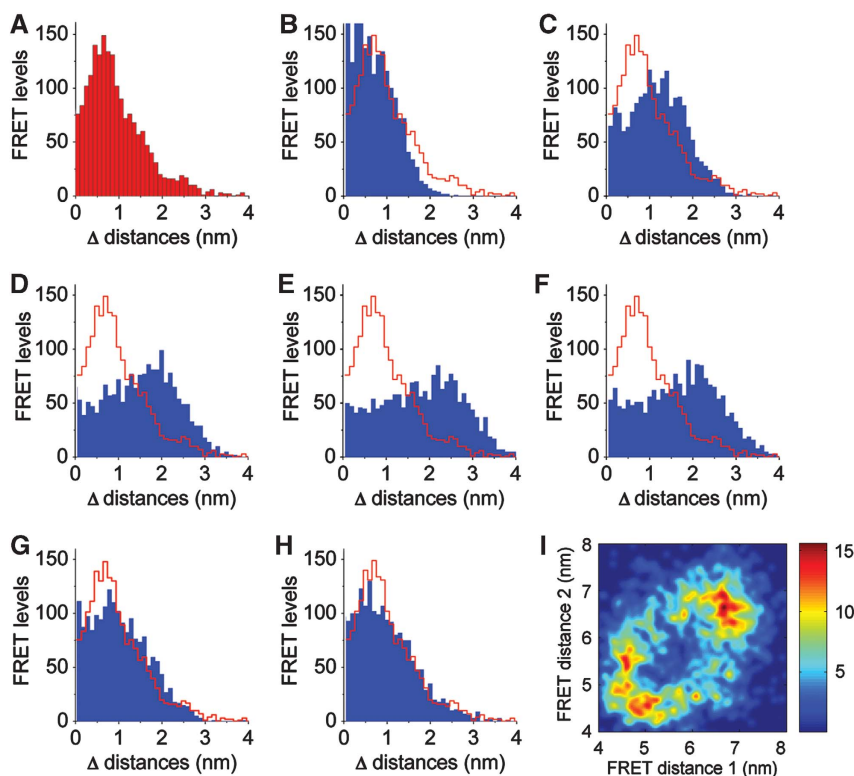 A
150
100
50
0
FRET levels
0 1 2 3 4
Δ distances (nm)
B
150
100
50
0
FRET levels
0 1 2 3 4
Δ distances (nm)
C
150
100
50
0
FRET levels
0 1 2 3 4
Δ distances (nm)
D
150
100
50
0
FRET levels
0 1 2 3 4
Δ distances (nm)
E
150
100
50
0
FRET levels
0 1 2 3 4
Δ distances (nm)
F
150
100
50
0
FRET levels
0 1 2 3 4
Δ distances (nm)
G
150
100
50
0
FRET levels
0 1 2 3 4
Δ distances (nm)
H
150
100
50
0
FRET levels
0 1 2 3 4
Δ distances (nm)
I
8
7
6
5
4
FRET distance 2 (nm)
4 5 6 7 8
FRET distance 1 (nm)
15
10
5